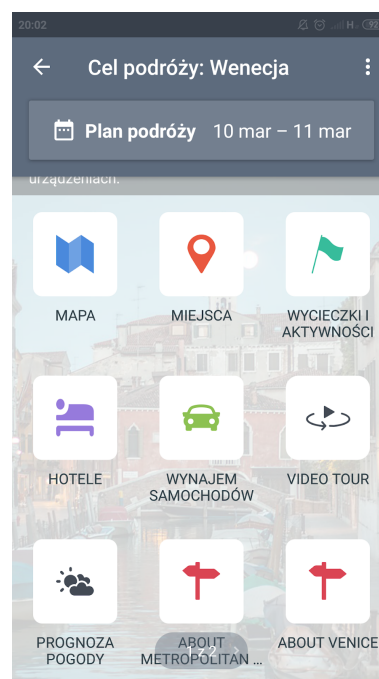 20:02
H
92
Cel podróży: Wenecja
Plan podróży 10 mar – 11 mar
urządzeniach.
MAPA
MIEJSCA
WYCIECZKI I
AKTYWNOŚCI
HOTELE
WYNAJEM
SAMOCHODÓW
VIDEO TOUR
PROGNOZA
POGODY
ABOUT
METROPOLITAN ...
ABOUT VENICE
1 z 2